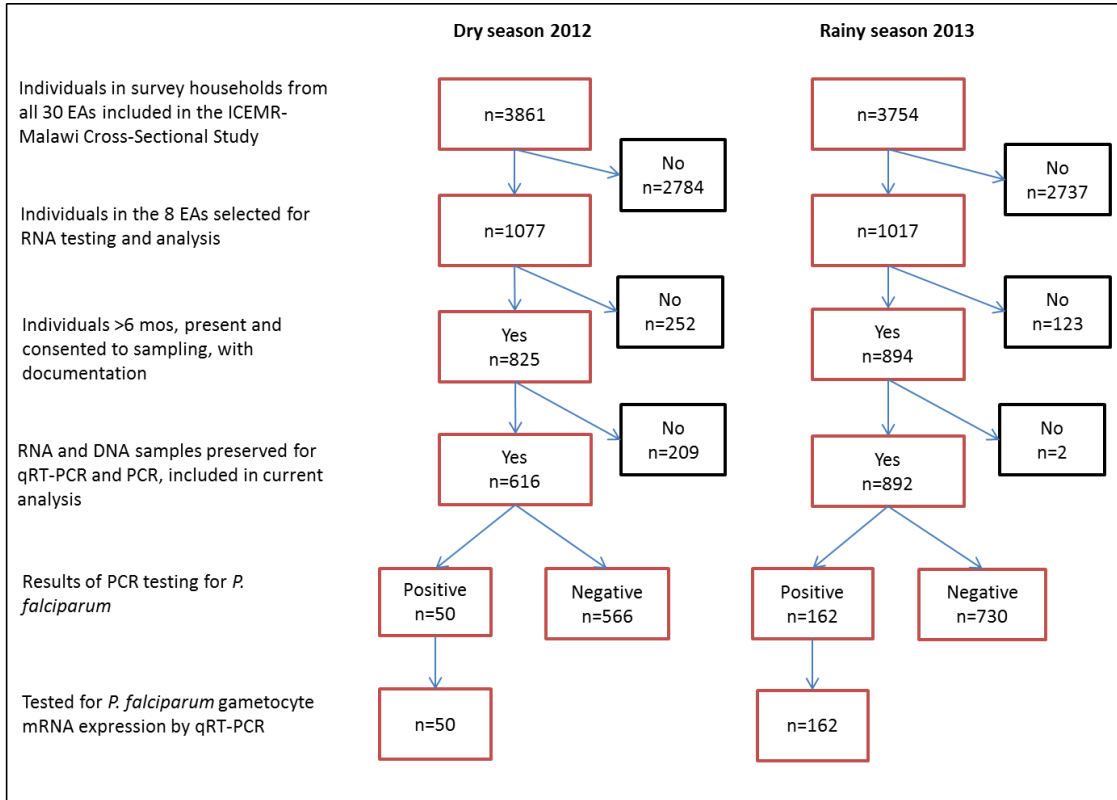 Dry season 2012
Rainy season 2013
Individuals in survey households from
all 30 EAs included in the ICEMR-
Malawi Cross-Sectional Study
n=3861
No
n=2784
n=3754
No
n=2737
Individuals in the 8 EAs selected for
RNA testing and analysis
n=1077
No
n=252
n=1017
No
n=123
Individuals >6 mos, present and
consented to sampling, with
documentation
Yes
n=825
No
n=209
Yes
n=894
No
n=2
RNA and DNA samples preserved for
qRT-PCR and PCR, included in current
analysis
Yes
n=616
Yes
n=892
Results of PCR testing for P.
falciparum
Positive
n=50
Negative
n=566
Positive
n=162
Negative
n=730
Tested for P. falciparum gametocyte
mRNA expression by qRT-PCR
n=50
n=162